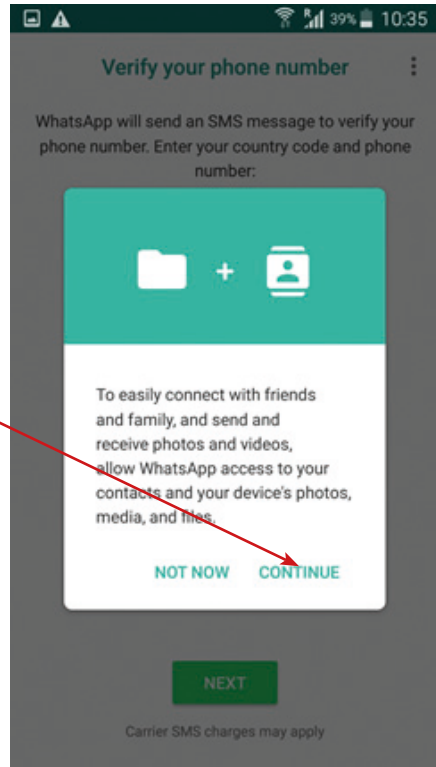 39% 10:35
Verify your phone number
WhatsApp will send an SMS message to verify your
phone number. Enter your country code and phone
number:
+
To easily connect with friends
and family, and send and
receive photos and videos,
allow WhatsApp access to your
contacts and your device's photos,
media, and files.
NOT NOW CONTINUE
NEXT
Carrier SMS charges may apply